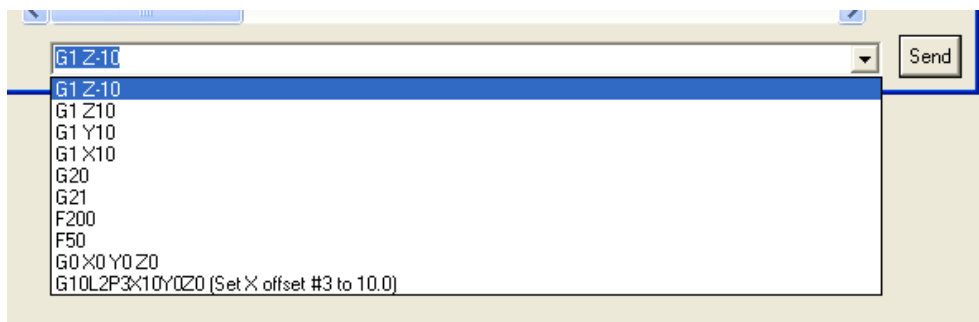 G1 Z-10
Send
G1 Z-10
G1 Z10
G1 Y10
G1 X10
G20
G21
F200
F50
G0 X0 Y0 Z0
G10L2P3X10Y0Z0 (Set X offset #3 to 10.0)